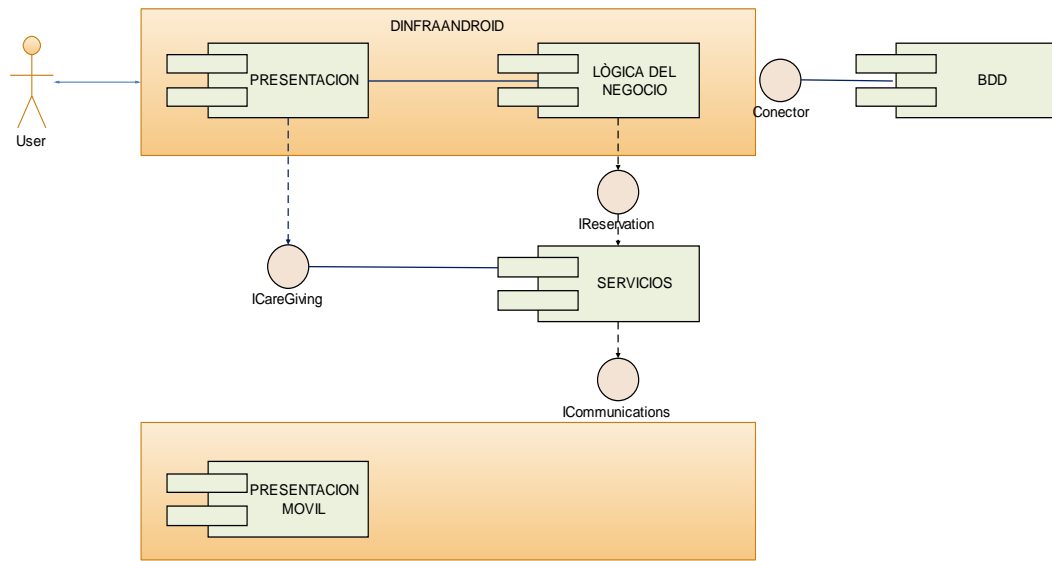 DINFRAANDROID
PRESENTACION
LÒGICA DEL
NEGOCIO
BDD
Conector
User
IReservation
SERVICIOS
ICareGiving
ICommunications
PRESENTACION
MOVIL